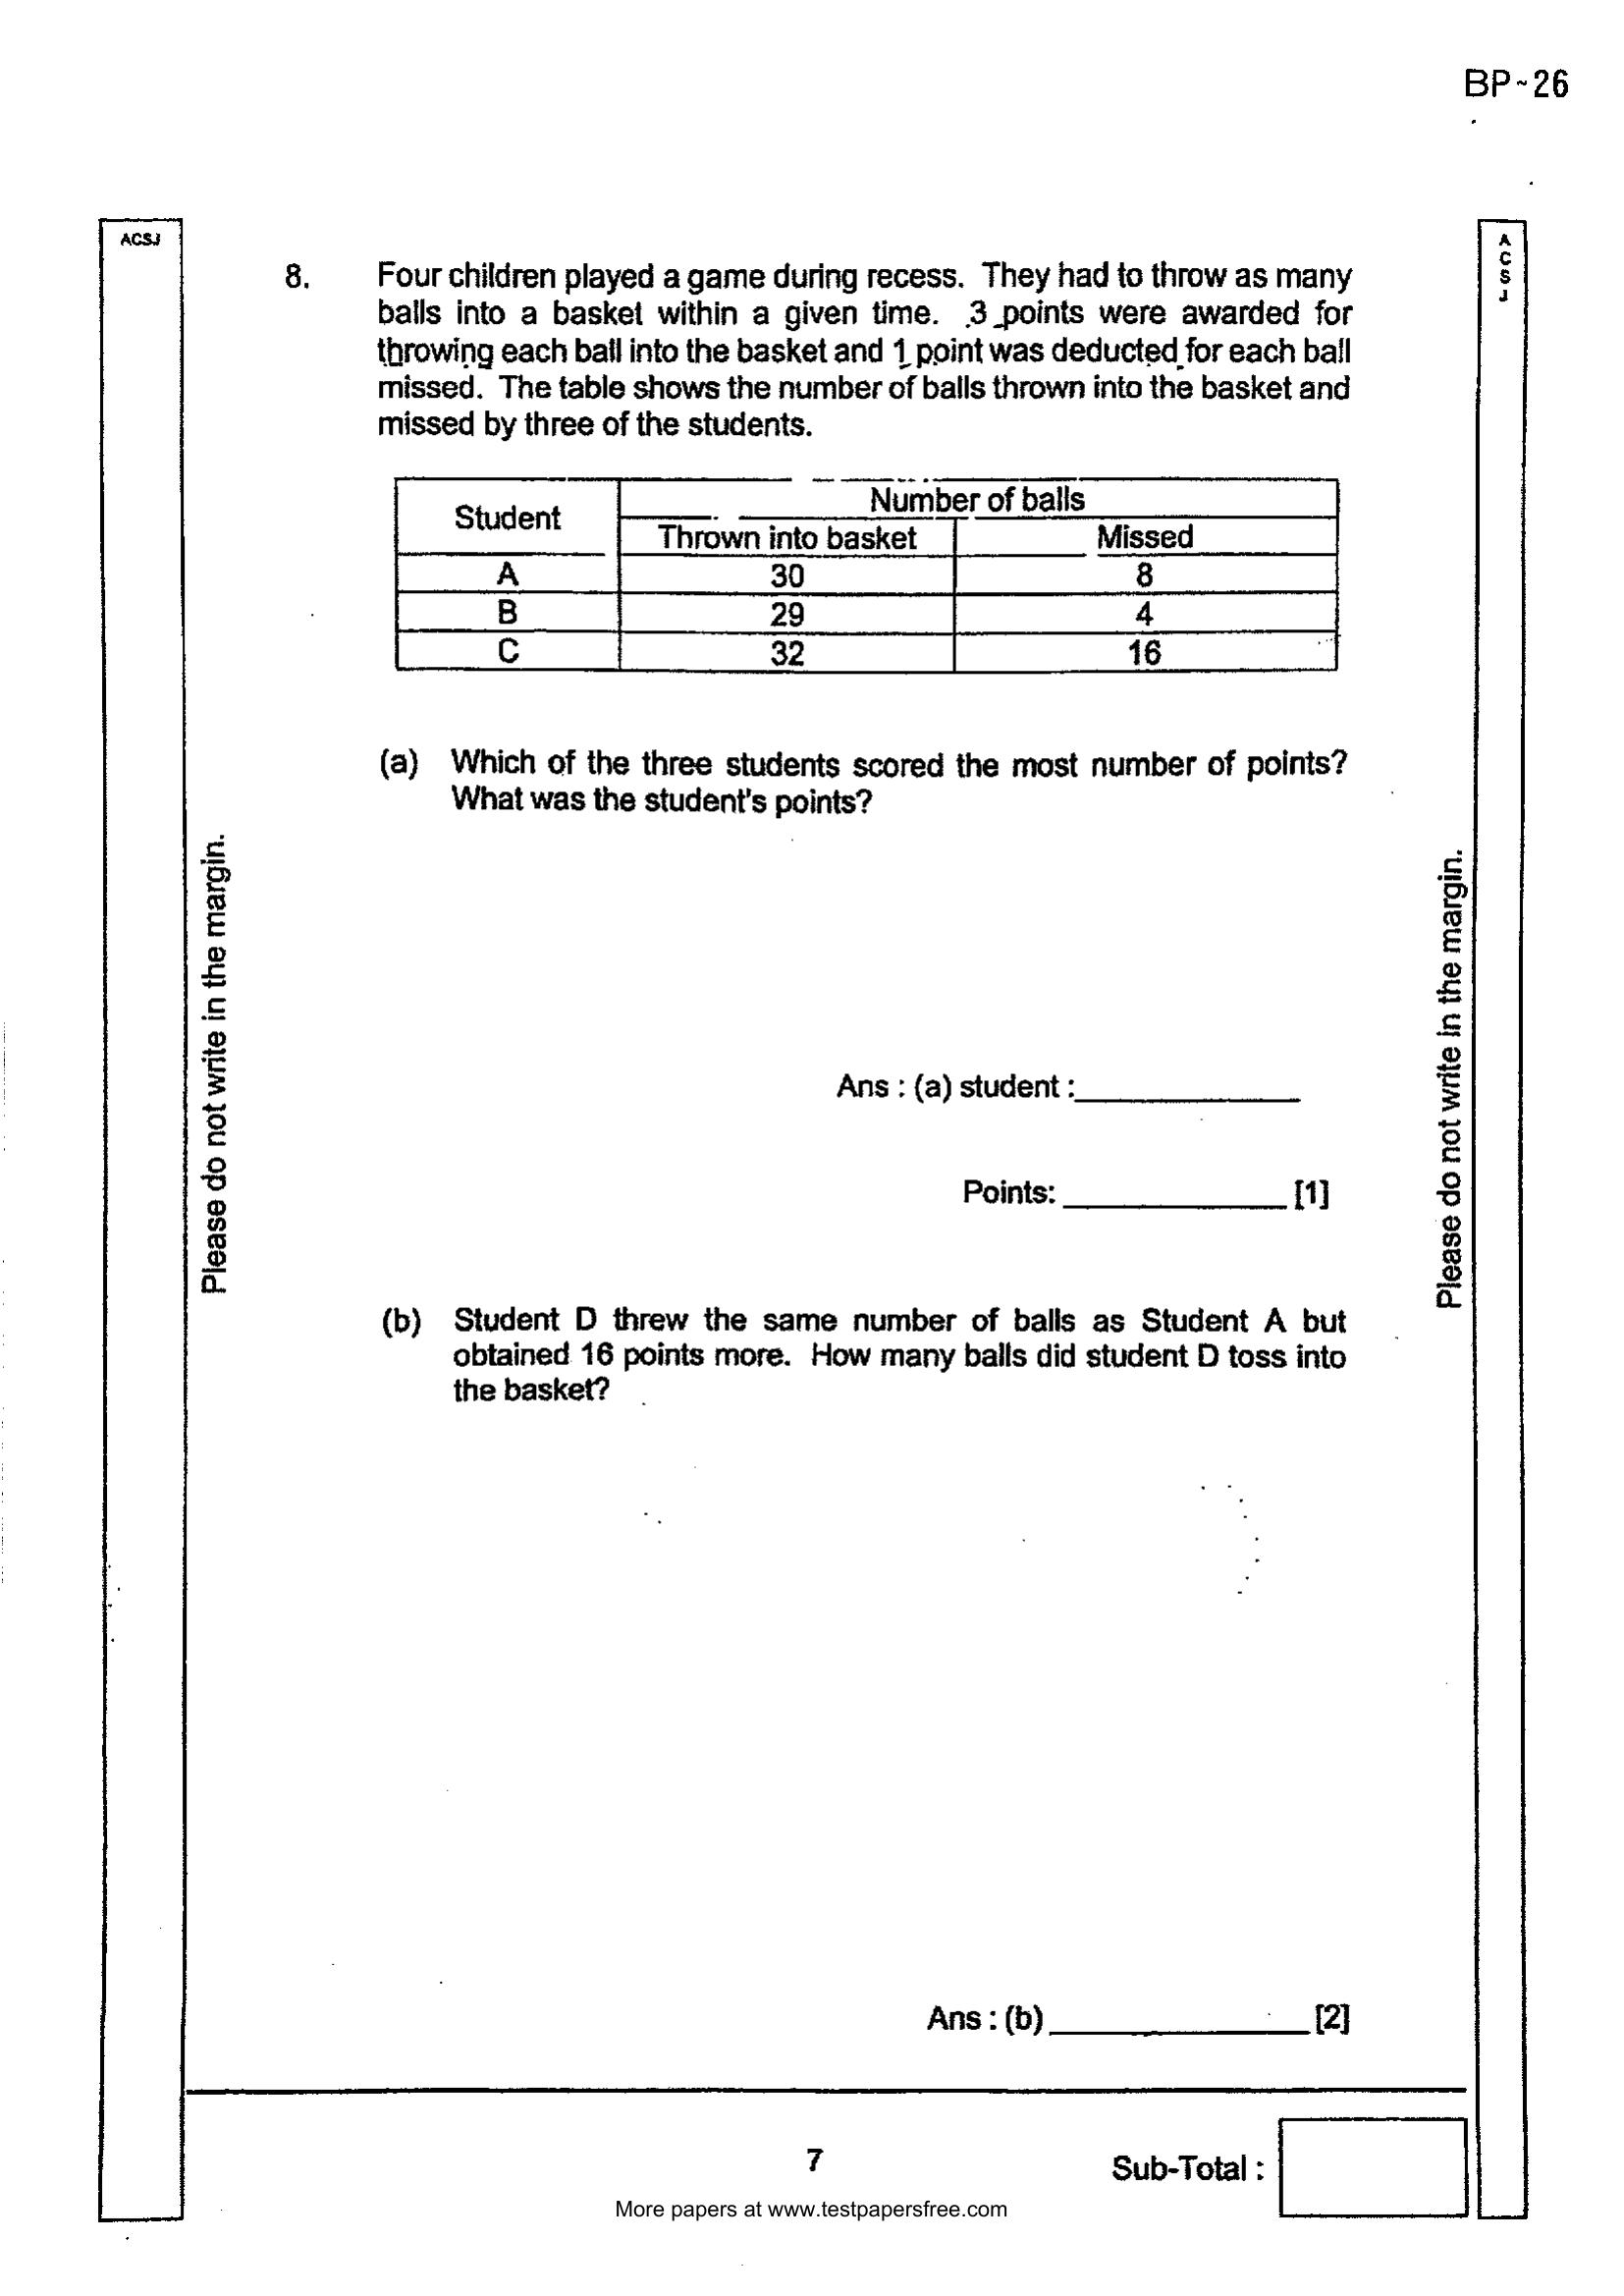 BP~26
ACSJ
A
C
S
J
8. Four children played a game during recess. They had to throw as many
balls into a basket within a given time. 3 points were awarded for
throwing each ball into the basket and 1 point was deducted for each ball
missed. The table shows the number of balls thrown into the basket and
missed by three of the students.
Student Number of balls
Thrown into basket Missed
A 30 8
B 29 4
C 32 16
(a) Which of the three students scored the most number of points?
What was the student's points?
Please do not write in the margin.
Please do not write in the margin.
Ans : (a) student : ____________
Points: ____________ [1]
(b) Student D threw the same number of balls as Student A but
obtained 16 points more. How many balls did student D toss into
the basket?
Ans : (b) ____________ [2]
7
Sub-Total :
More papers at www.testpapersfree.com